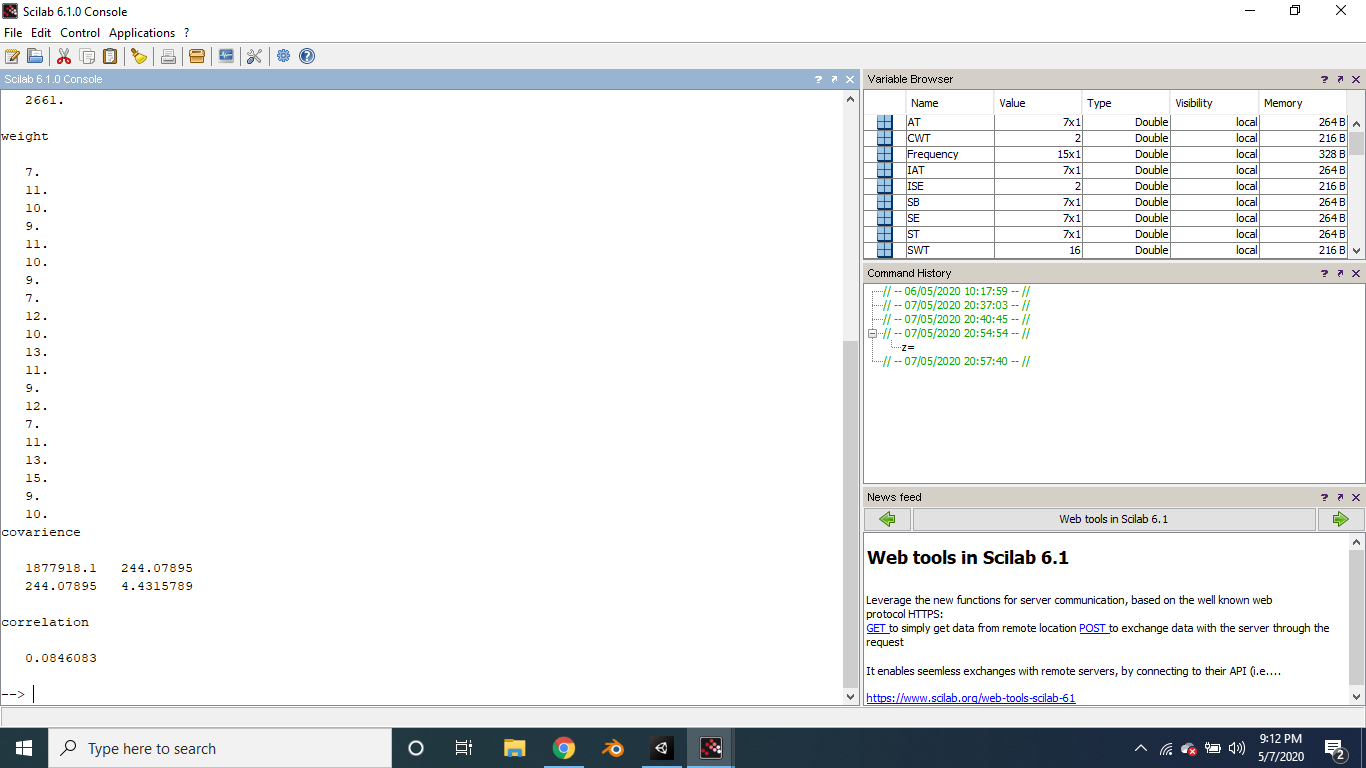 Scilab 6.1.0 Console
File Edit Control Applications ?
Scilab 6.1.0 Console ?
2661.
weight
7.
11.
10.
9.
11.
10.
9.
7.
12.
10.
13.
11.
9.
12.
7.
11.
13.
15.
9.
10.
covarience
1877918.1 244.07895
244.07895 4.4315789
correlation
0.0846083
-->
Variable Browser ?
Name Value Type Visibility Memory
AT 7x1 Double local 264 B
CWT 2 Double local 216 B
Frequency 15x1 Double local 328 B
IAT 7x1 Double local 264 B
ISE 2 Double local 216 B
SB 7x1 Double local 264 B
SE 7x1 Double local 264 B
ST 7x1 Double local 264 B
SWT 16 Double local 216 B
Command History ?
// -- 06/05/2020 10:17:59 -- //
// -- 07/05/2020 20:37:03 -- //
// -- 07/05/2020 20:40:45 -- //
// -- 07/05/2020 20:54:54 -- //
z=
// -- 07/05/2020 20:57:40 -- //
News feed ?
Web tools in Scilab 6.1
Web tools in Scilab 6.1
Leverage the new functions for server communication, based on the well known web
protocol HTTPS:
GET to simply get data from remote location POST to exchange data with the server through the
request
It enables seemless exchanges with remote servers, by connecting to their API (i.e....
https://www.scilab.org/web-tools-scilab-61
Type here to search
9:12 PM
5/7/2020
2